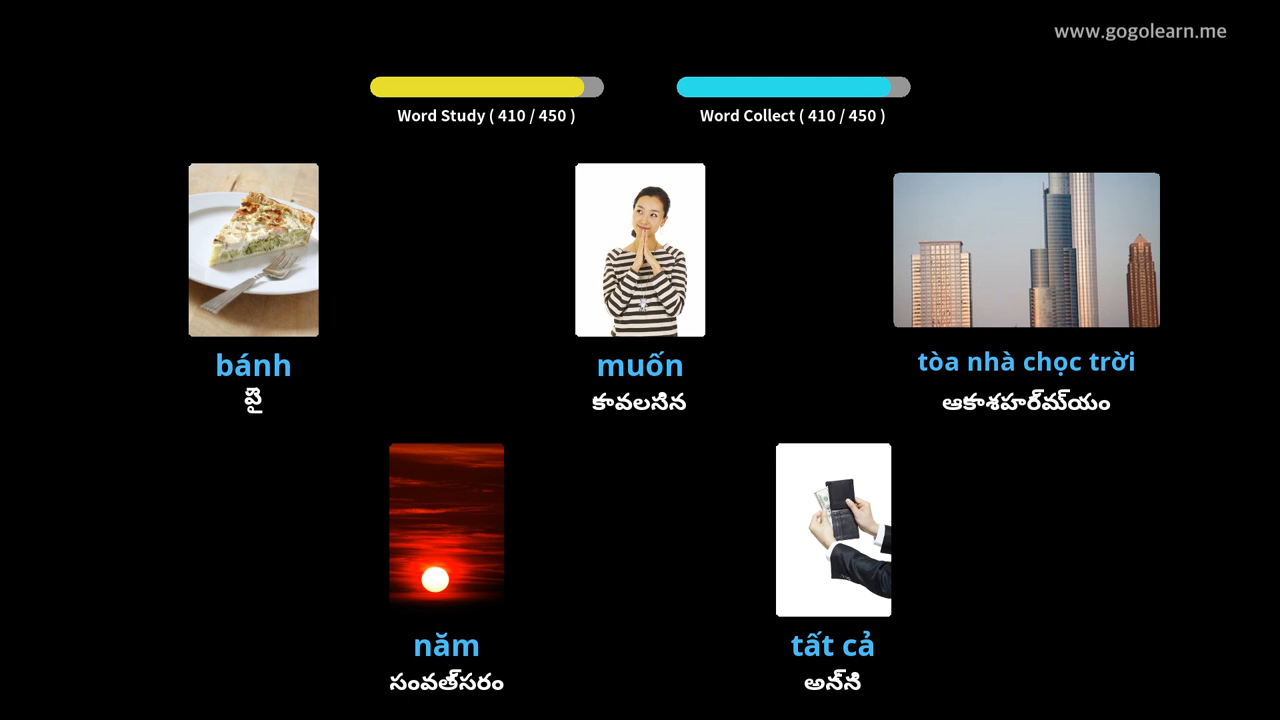 www.gogolearn.me
Word Study ( 410 / 450 )
Word Collect ( 410 / 450 )
bánh
పై
muốn
కావలసిన
tòa nhà chọc trời
ఆకాశహర్మ్యం
năm
సంవత్సరం
tất cả
అన్ని